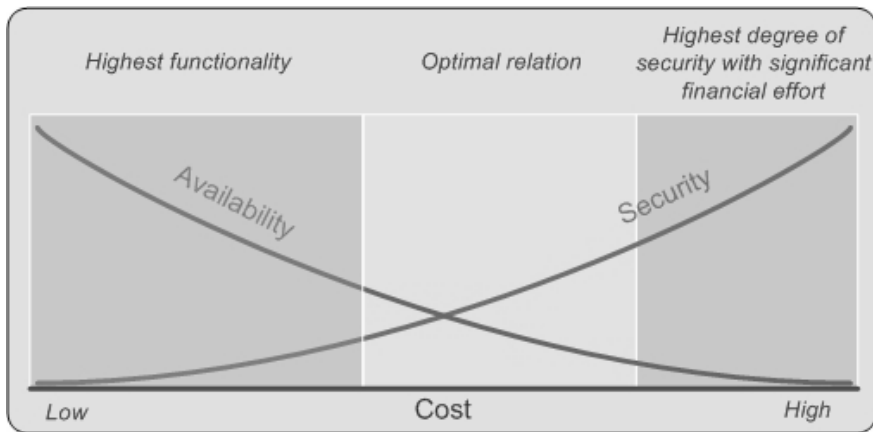 Highest functionality
Optimal relation
Highest degree of
security with significant
financial effort
Availability
Security
Low
Cost
High